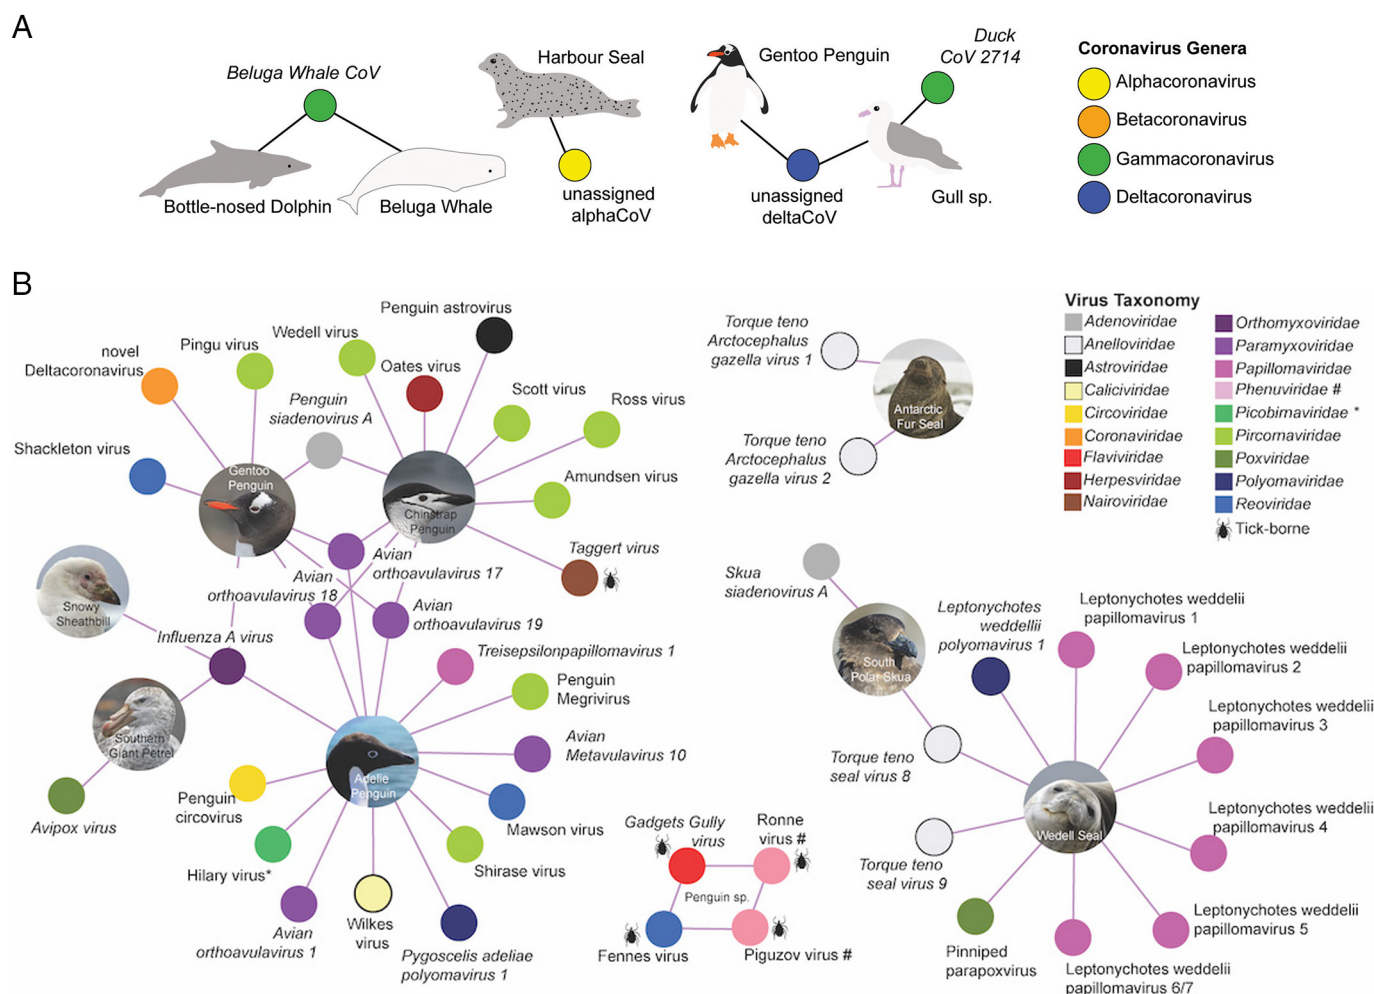 A
Beluga Whale CoV
Bottle-nosed Dolphin
Beluga Whale
Harbour Seal
unassigned
alphaCoV
Gentoo Penguin
unassigned
deltaCoV
Duck
CoV 2714
Gull sp.
Coronavirus Genera
Alphacoronavirus
Betacoronavirus
Gammacoronavirus
Deltacoronavirus
B
novel
Deltacoronavirus
Pingu virus
Wedell virus
Penguin astrovirus
Oates virus
Scott virus
Ross virus
Penguin
siadenovirus A
Shackleton virus
Gentoo
Penguin
Chinstrap
Penguin
Amundsen virus
Taggert virus
Avian
orthoavulavirus 17
Avian
orthoavulavirus 18
Avian
orthoavulavirus 19
Snowy
Sheathbill
Influenza A virus
Southern
Giant Petrel
Avipox virus
Treisepsilonpapillomavirus 1
Penguin
Megrivirus
Avian
Metavulavirus 10
Adelie
Penguin
Mawson virus
Shirase virus
Penguin
circovirus
Hilary virus*
Avian
orthoavulavirus 1
Wilkes
virus
Pygoscelis adeliae
polyomavirus 1
Gadgets Gully
virus
Ronne
virus #
Penguin sp.
Fennes virus
Piguzov virus #
Torque teno
Arctocephalus
gazella virus 1
Antarctic
Fur Seal
Torque teno
Arctocephalus
gazella virus 2
Skua
siadenovirus A
South
Polar Skua
Torque teno
seal virus 8
Torque teno
seal virus 9
Leptonychotes
weddellii
polyomavirus 1
Leptonychotes weddelii
papillomavirus 1
Leptonychotes weddelii
papillomavirus 2
Leptonychotes weddelii
papillomavirus 3
Leptonychotes weddelii
papillomavirus 4
Leptonychotes weddelii
papillomavirus 5
Leptonychotes weddelii
papillomavirus 6/7
Wedell Seal
Pinniped
parapoxvirus
Virus Taxonomy
Adenoviridae
Anelloviridae
Astroviridae
Caliciviridae
Circoviridae
Coronaviridae
Flaviviridae
Herpesviridae
Nairoviridae
Orthomyxoviridae
Paramyxoviridae
Papillomaviridae
Phenuviridae #
Picobirnaviridae *
Pircornaviridae
Poxviridae
Polyomaviridae
Reoviridae
Tick-borne